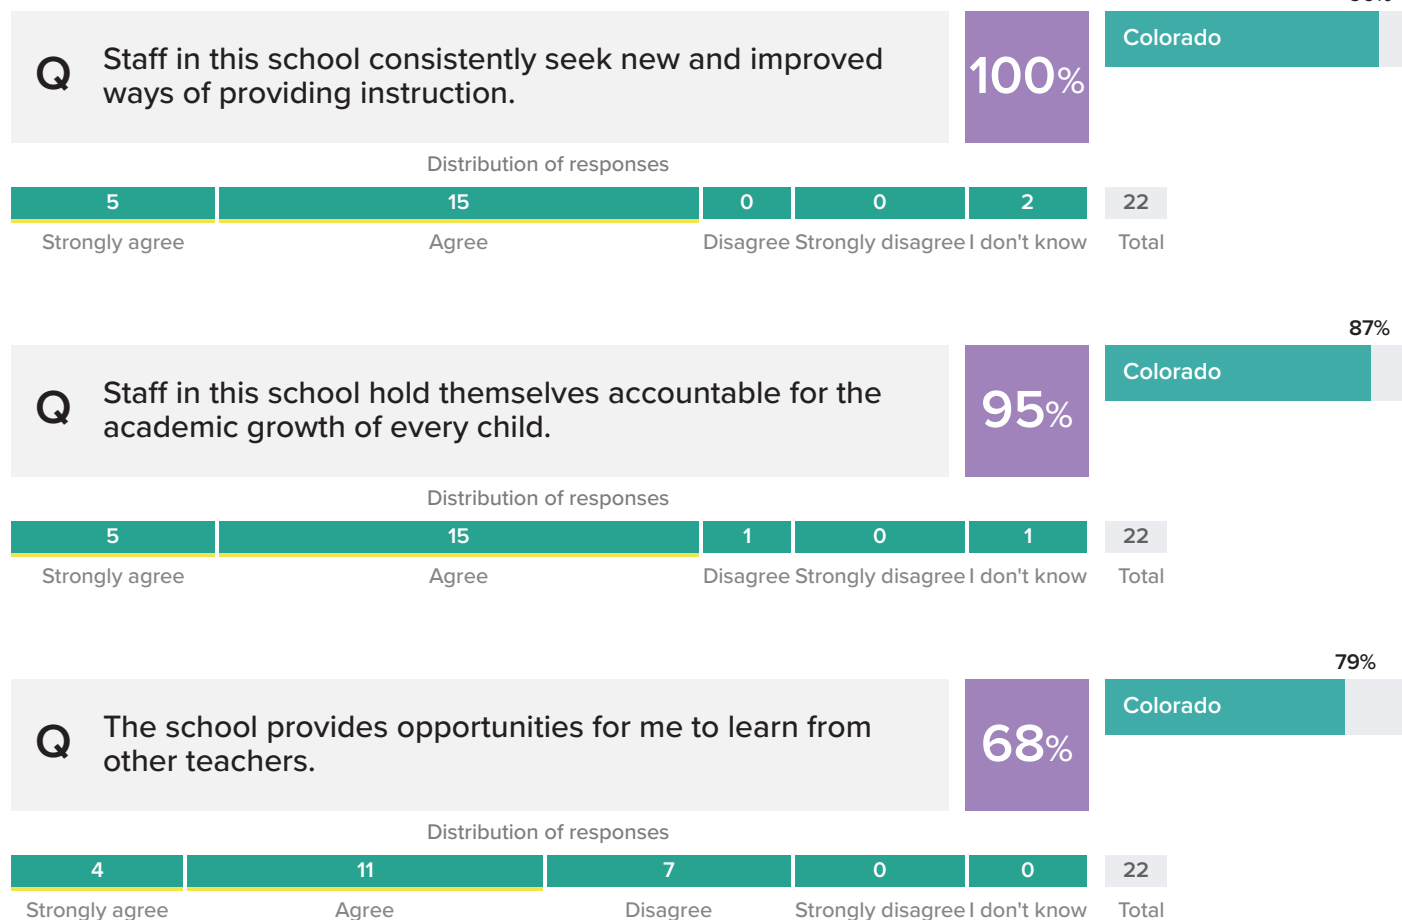 Q
Staff in this school consistently seek new and improved
ways of providing instruction.
100%
Colorado
Distribution of responses
5 15 0 0 2 22
Strongly agree Agree Disagree Strongly disagree I don't know Total
87%
Q
Staff in this school hold themselves accountable for the
academic growth of every child.
95%
Colorado
Distribution of responses
5 15 1 0 1 22
Strongly agree Agree Disagree Strongly disagree I don't know Total
79%
Q
The school provides opportunities for me to learn from
other teachers.
68%
Colorado
Distribution of responses
4 11 7 0 0 22
Strongly agree Agree Disagree Strongly disagree I don't know Total